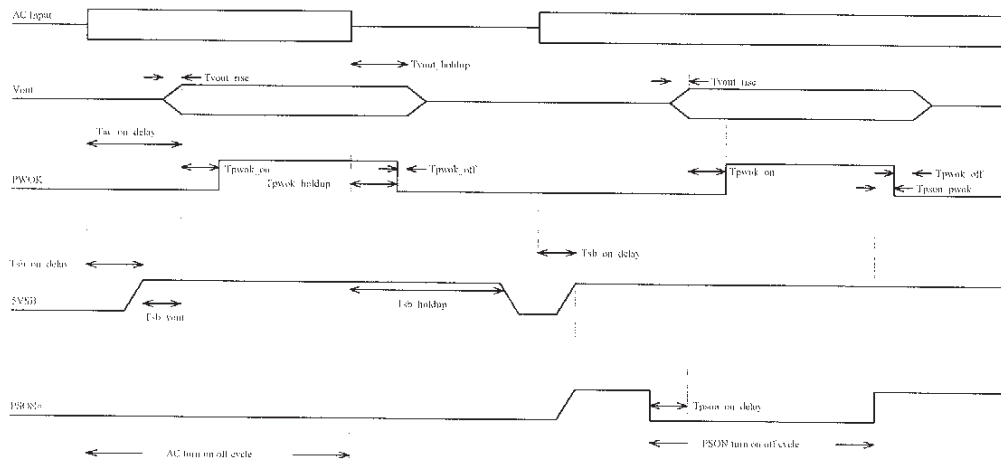 AC Input
Tvout_holdup
Tvout_rise
Tvout_rise
Vout
Tac_on_delay
Tpwok_on
Tpwok_off
Tpwok_holdup
PWOK
Tpwok_on
Tpwok_off
Tpson_pwok
Tsb_on_delay
Tsb_on_delay
5VSB
Tsb_vout
Tsb_holdup
PSON#
Tpson_on_delay
AC turn on off cycle
PSON turn on off cycle